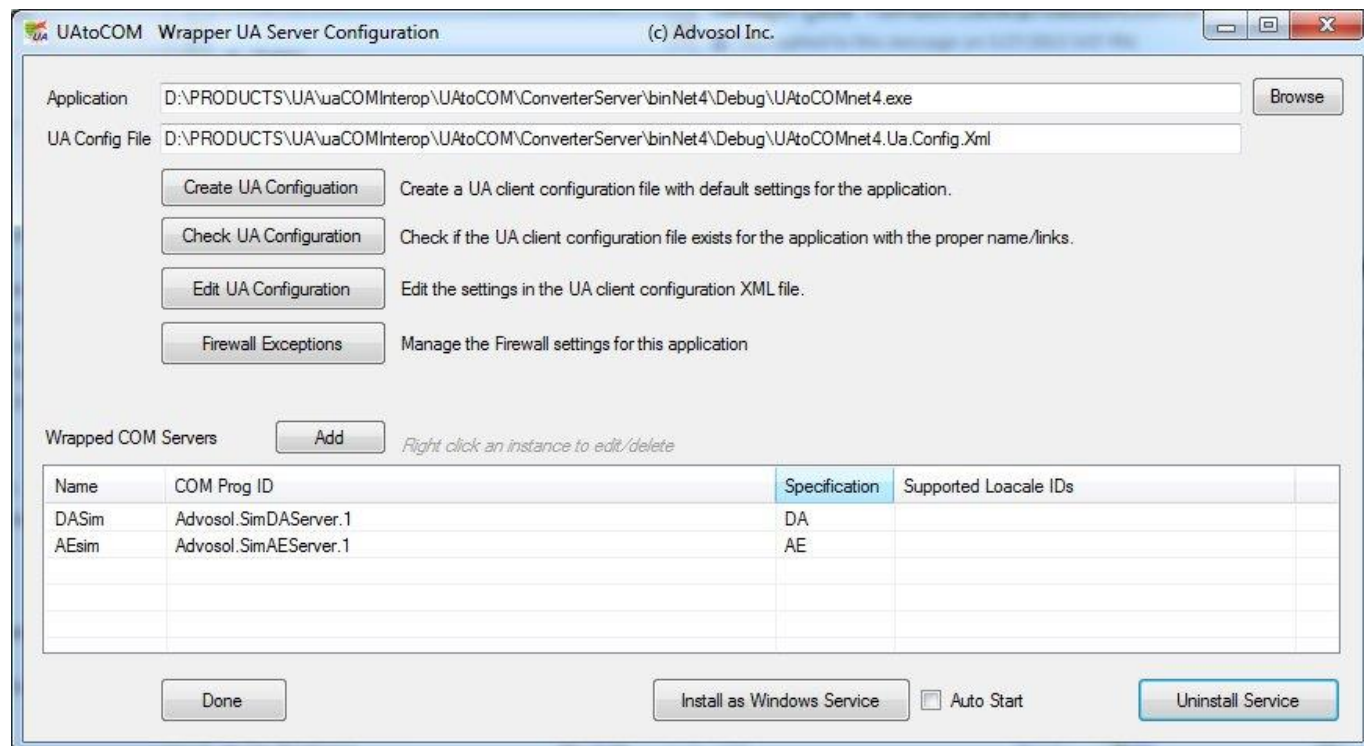 UAtoCOM Wrapper UA Server Configuration (c) Advosol Inc.
Application D:\PRODUCTS\UA\uaCOMInterop\UAtoCOM\ConverterServer\binNet4\Debug\UAtoCOMnet4.exe Browse
UA Config File D:\PRODUCTS\UA\uaCOMInterop\UAtoCOM\ConverterServer\binNet4\Debug\UAtoCOMnet4.Ua.Config.Xml
Create UA Configuation Create a UA client configuration file with default settings for the application.
Check UA Configuration Check if the UA client configuration file exists for the application with the proper name/links.
Edit UA Configuration Edit the settings in the UA client configuration XML file.
Firewall Exceptions Manage the Firewall settings for this application
Wrapped COM Servers Add Right click an instance to edit/delete
Name COM Prog ID Specification Supported Loacale IDs
DASim Advosol.SimDAServer.1 DA
AEsim Advosol.SimAEServer.1 AE
Done Install as Windows Service Auto Start Uninstall Service